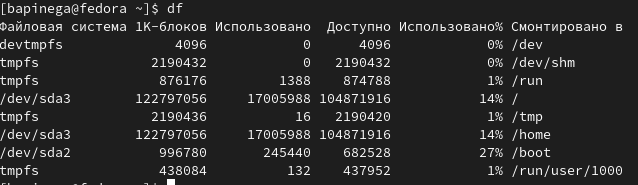 [bapinega@fedora ~]$ df
Файловая система 1K-блоков Использовано Доступно Использовано% Смонтировано в
devtmpfs 4096 0 4096 0% /dev
tmpfs 2190432 0 2190432 0% /dev/shm
tmpfs 876176 1388 874788 1% /run
/dev/sda3 122797056 17005988 104871916 14% /
tmpfs 2190436 16 2190420 1% /tmp
/dev/sda3 122797056 17005988 104871916 14% /home
/dev/sda2 996780 245440 682528 27% /boot
tmpfs 438084 132 437952 1% /run/user/1000